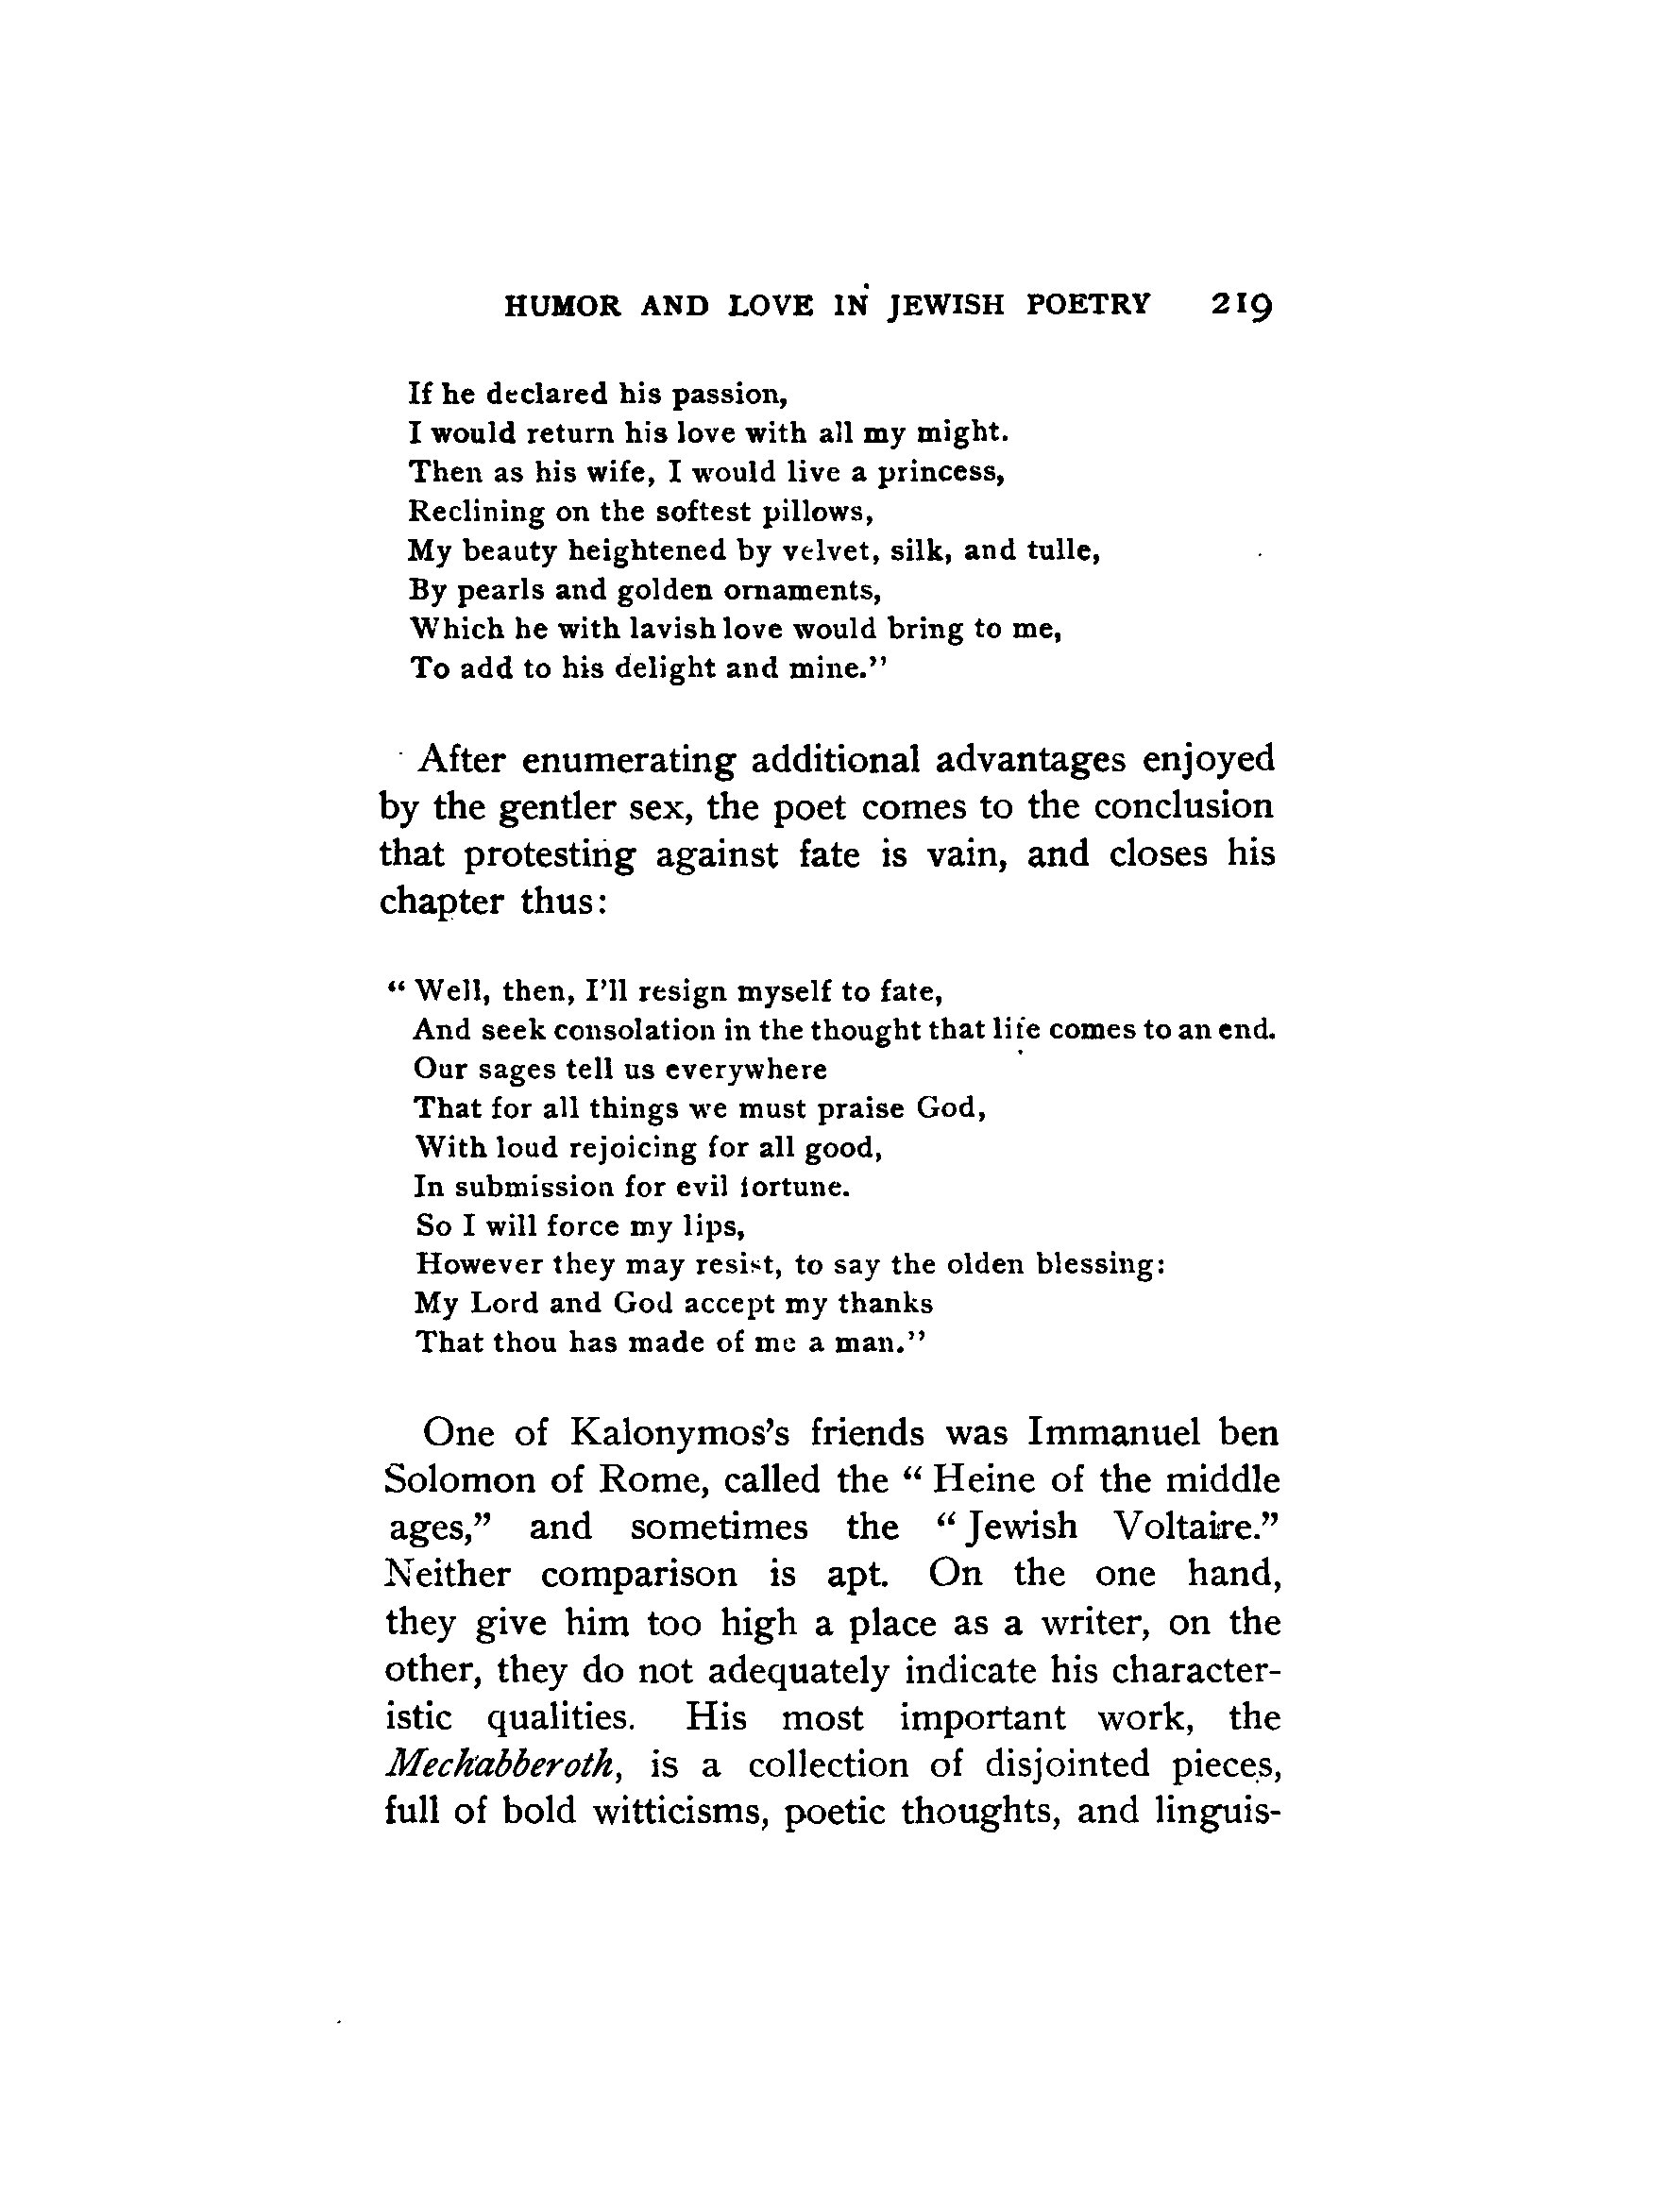 HUMOR AND LOVE IN JEWISH POETRY 219
If he declared his passion,
I would return his love with all my might.
Then as his wife, I would live a princess,
Reclining on the softest pillows,
My beauty heightened by velvet, silk, and tulle,
By pearls and golden ornaments,
Which he with lavish love would bring to me,
To add to his delight and mine.”
After enumerating additional advantages enjoyed
by the gentler sex, the poet comes to the conclusion
that protesting against fate is vain, and closes his
chapter thus:
“ Well, then, I’ll resign myself to fate,
And seek consolation in the thought that life comes to an end.
Our sages tell us everywhere
That for all things we must praise God,
With loud rejoicing for all good,
In submission for evil fortune.
So I will force my lips,
However they may resist, to say the olden blessing:
My Lord and God accept my thanks
That thou has made of me a man.”
One of Kalonymos’s friends was Immanuel ben
Solomon of Rome, called the “ Heine of the middle
ages,” and sometimes the “ Jewish Voltaire.”
Neither comparison is apt. On the one hand,
they give him too high a place as a writer, on the
other, they do not adequately indicate his character-
istic qualities. His most important work, the
Mechabberoth, is a collection of disjointed pieces,
full of bold witticisms, poetic thoughts, and linguis-